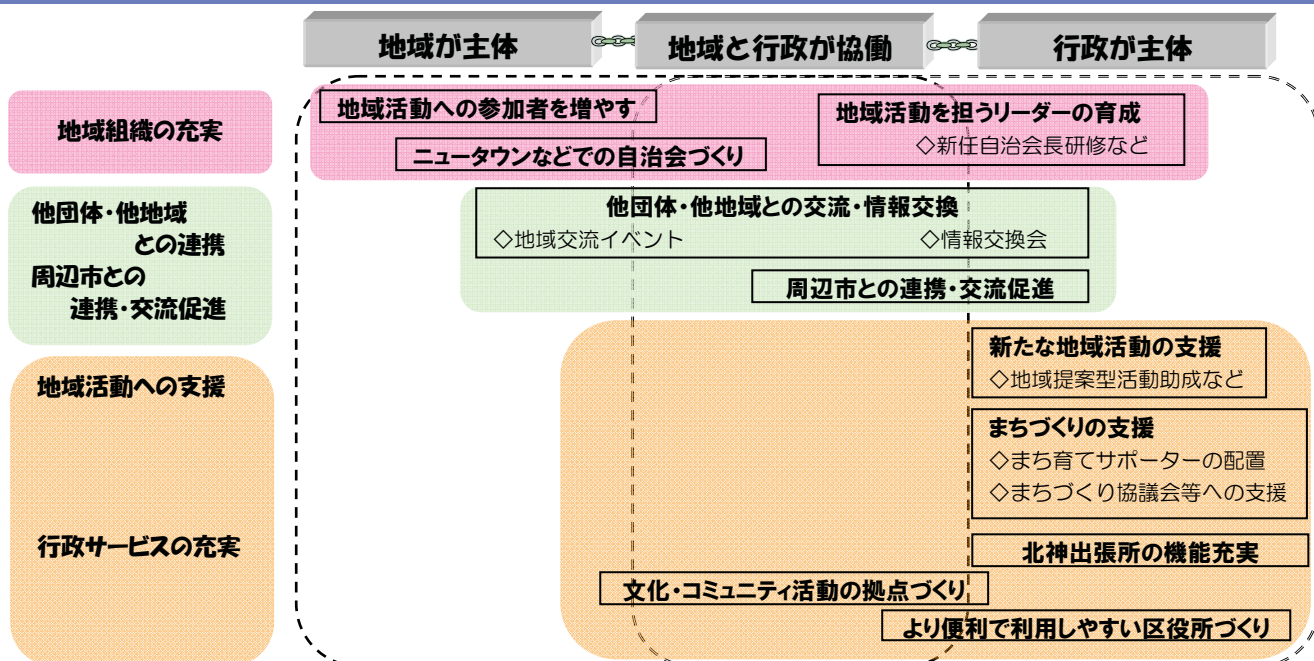 地域が主体
地域と行政が協働
行政が主体
地域組織の充実
地域活動への参加者を増やす
ニュータウンなどでの自治会づくり
地域活動を担うリーダーの育成
◇新任自治会長研修など
他団体・他地域
との連携
周辺市との
連携・交流促進
他団体・他地域との交流・情報交換
◇地域交流イベント ◇情報交換会
周辺市との連携・交流促進
地域活動への支援
行政サービスの充実
新たな地域活動の支援
◇地域提案型活動助成など
まちづくりの支援
◇まち育てサポーターの配置
◇まちづくり協議会等への支援
北神出張所の機能充実
文化・コミュニティ活動の拠点づくり
より便利で利用しやすい区役所づくり